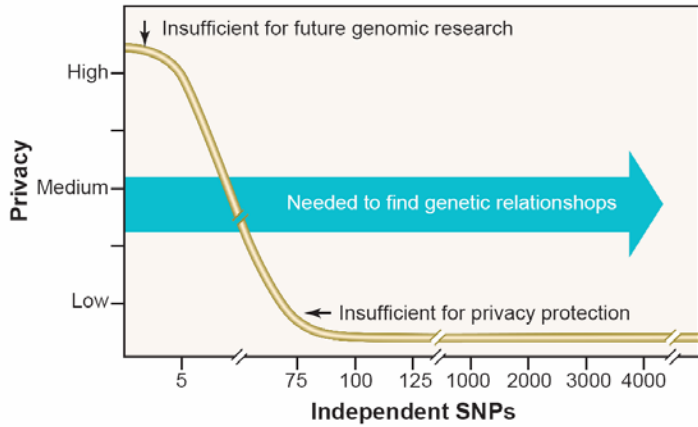 Insufficient for future genomic research
High
Privacy
Medium
Needed to find genetic relationshops
Low
Insufficient for privacy protection
5 75 100 125 1000 2000 3000 4000
Independent SNPs